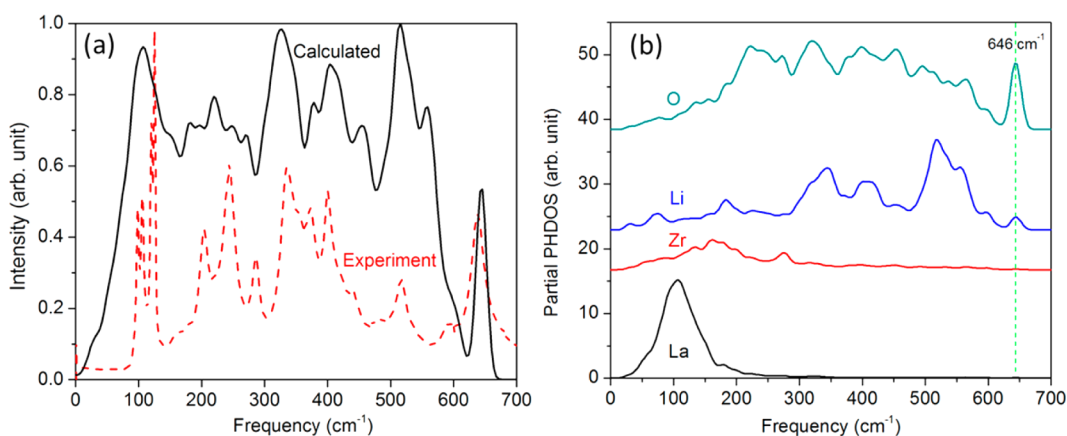 (a)
Calculated
Experiment
Intensity (arb. unit)
1.0
0.8
0.6
0.4
0.2
0.0
0 100 200 300 400 500 600 700
Frequency (cm-1)
(b)
646 cm-1
O
Li
Zr
La
Partial PHDOS (arb. unit)
50
40
30
20
10
0
0 100 200 300 400 500 600 700
Frequency (cm-1)